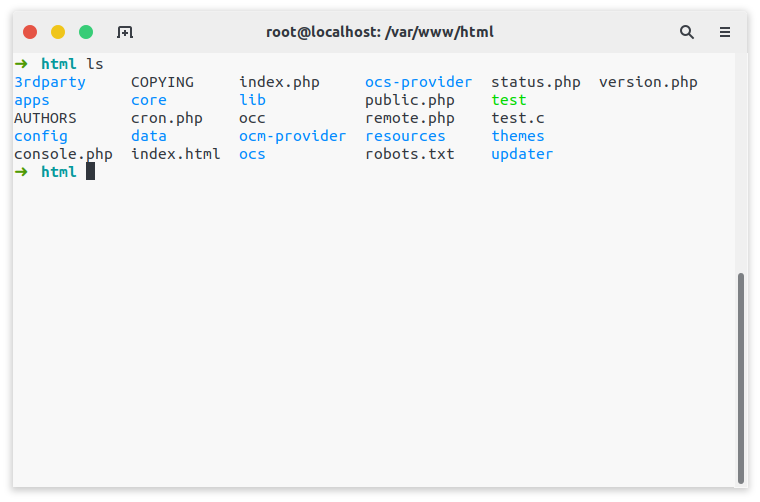 root@localhost: /var/www/html
➜ html ls
3rdparty COPYING index.php ocs-provider status.php version.php
apps core lib public.php test
AUTHORS cron.php occ remote.php test.c
config data ocm-provider resources themes
console.php index.html ocs robots.txt updater
➜ html